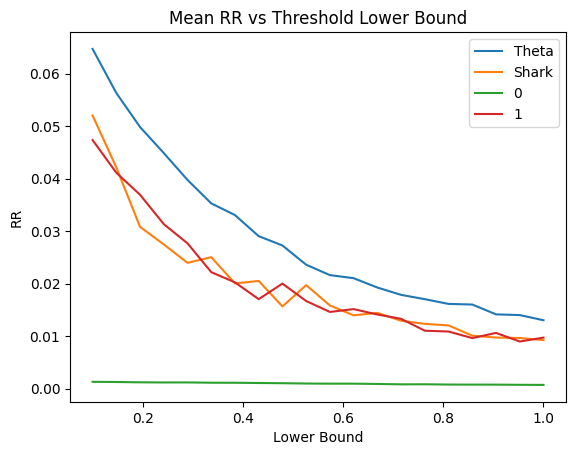 Mean RR vs Threshold Lower Bound
Theta
Shark
0
1
RR
0.06
0.05
0.04
0.03
0.02
0.01
0.00
0.2 0.4 0.6 0.8 1.0
Lower Bound